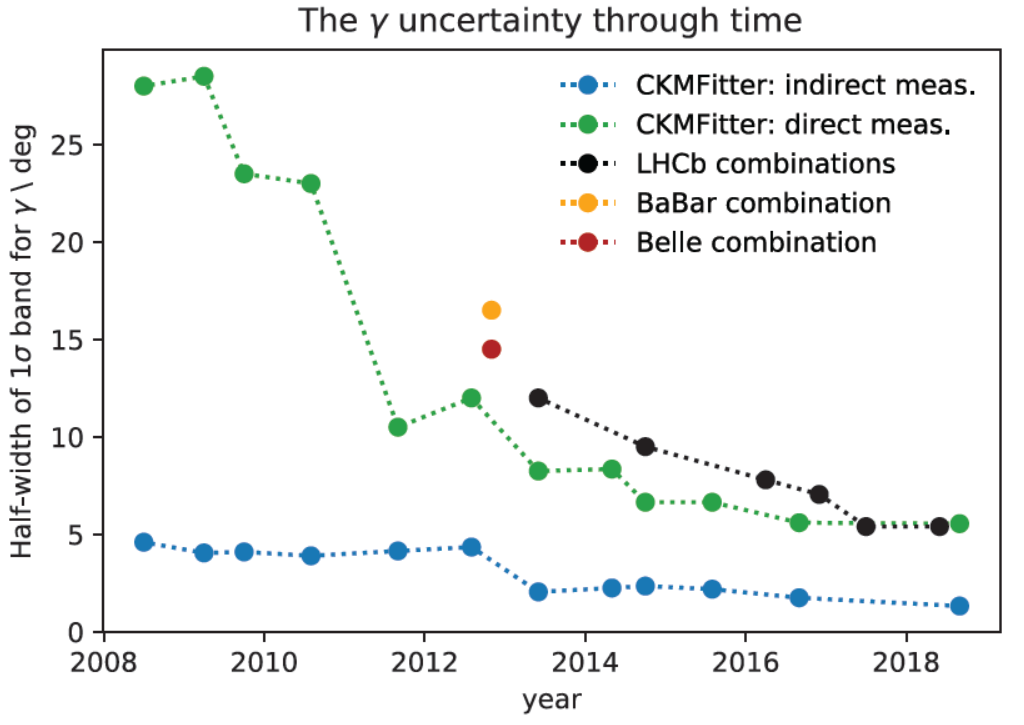 The γ uncertainty through time
Half-width of 1σ band for γ \ deg
25
20
15
10
5
0
CKMFitter: indirect meas.
CKMFitter: direct meas.
LHCb combinations
BaBar combination
Belle combination
2008 2010 2012 2014 2016 2018
year